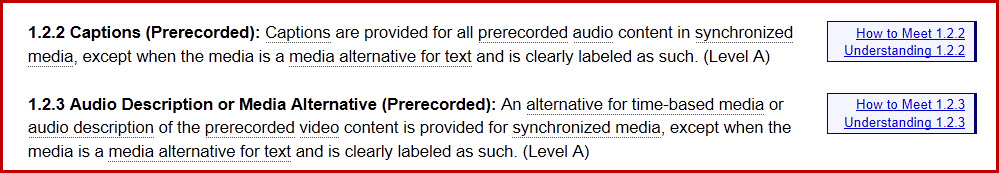 1.2.2 Captions (Prerecorded): Captions are provided for all prerecorded audio content in synchronized
media, except when the media is a media alternative for text and is clearly labeled as such. (Level A)
How to Meet 1.2.2
Understanding 1.2.2
1.2.3 Audio Description or Media Alternative (Prerecorded): An alternative for time-based media or
audio description of the prerecorded video content is provided for synchronized media, except when the
media is a media alternative for text and is clearly labeled as such. (Level A)
How to Meet 1.2.3
Understanding 1.2.3